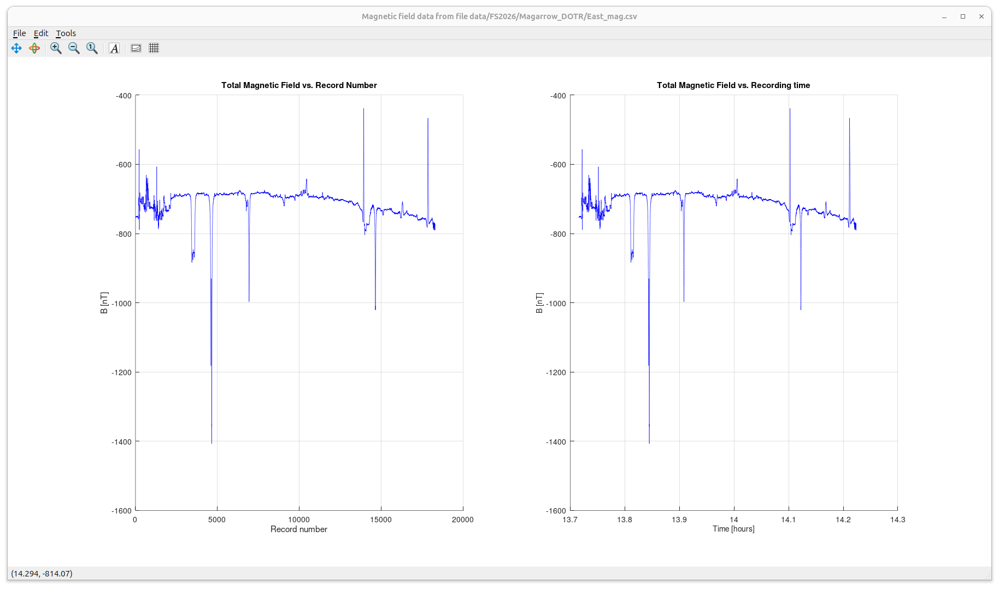 Magnetic field data from file data/FS2026/Magarrow_DOTR/East_mag.csv
File Edit Tools
A
Total Magnetic Field vs. Record Number
-400
-600
-800
-1000
-1200
-1400
-1600
B [nT]
0 5000 10000 15000 20000
Record number
Total Magnetic Field vs. Recording time
-400
-600
-800
-1000
-1200
-1400
-1600
B [nT]
13.7 13.8 13.9 14 14.1 14.2 14.3
Time [hours]
(14.294, -814.07)